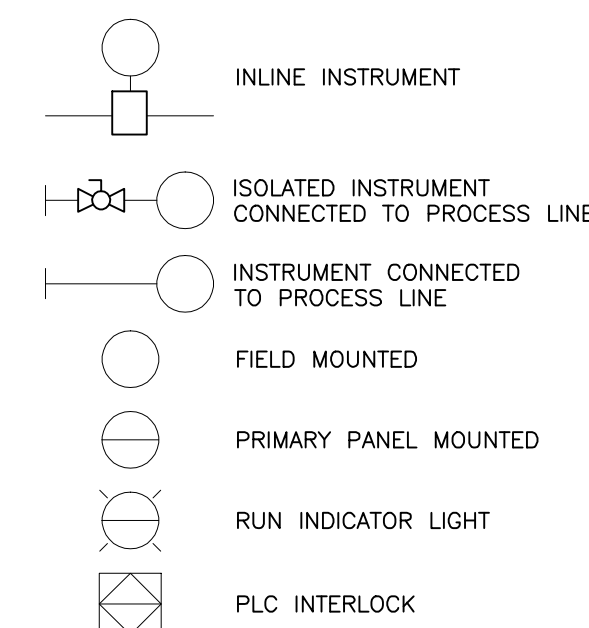 INLINE INSTRUMENT
ISOLATED INSTRUMENT
CONNECTED TO PROCESS LINE
INSTRUMENT CONNECTED
TO PROCESS LINE
FIELD MOUNTED
PRIMARY PANEL MOUNTED
RUN INDICATOR LIGHT
PLC INTERLOCK